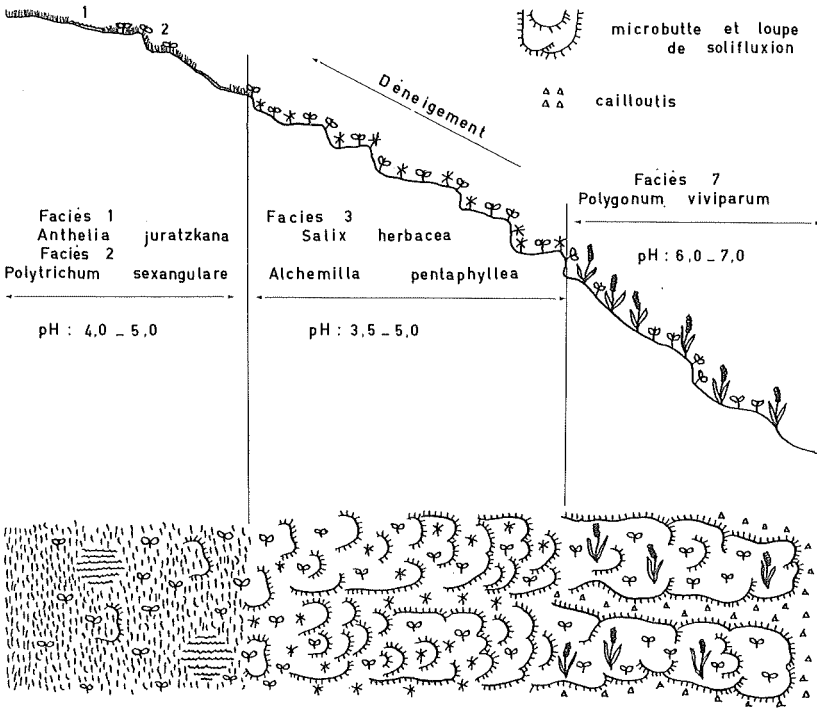 1
2
microbutte et loupe
de solifluxion
cailloutis
Déneigement
Faciès 1
Anthelia juratzkana
Faciès 2
Polytrichum sexangulare
pH : 4,0 _ 5,0
Facies 3
Salix herbacea
Alchemilla pentaphyllea
pH : 3,5 _ 5,0
Faciès 7
Polygonum viviparum
pH : 6,0 _ 7,0